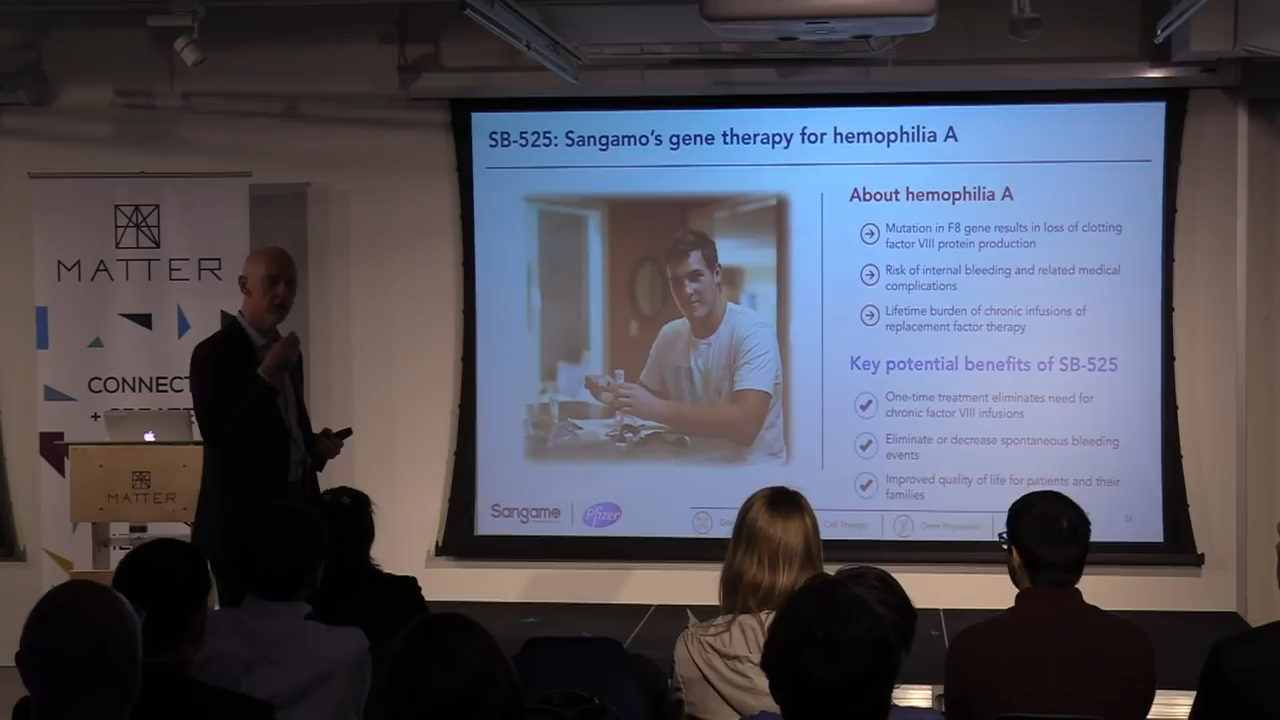 SB-525: Sangamo's gene therapy for hemophilia A
About hemophilia A
Mutation in F8 gene results in loss of clotting
factor VIII protein production
Risk of internal bleeding and related medical
complications
Lifetime burden of chronic infusions of
replacement factor therapy
Key potential benefits of SB-525
One-time treatment eliminates need for
chronic factor VIII infusions
Eliminate or decrease spontaneous bleeding
events
Improved quality of life for patients and their
families
Sangamo
Pfizer
Cell Therapy
MATTER
CONNECT
+
MATTER